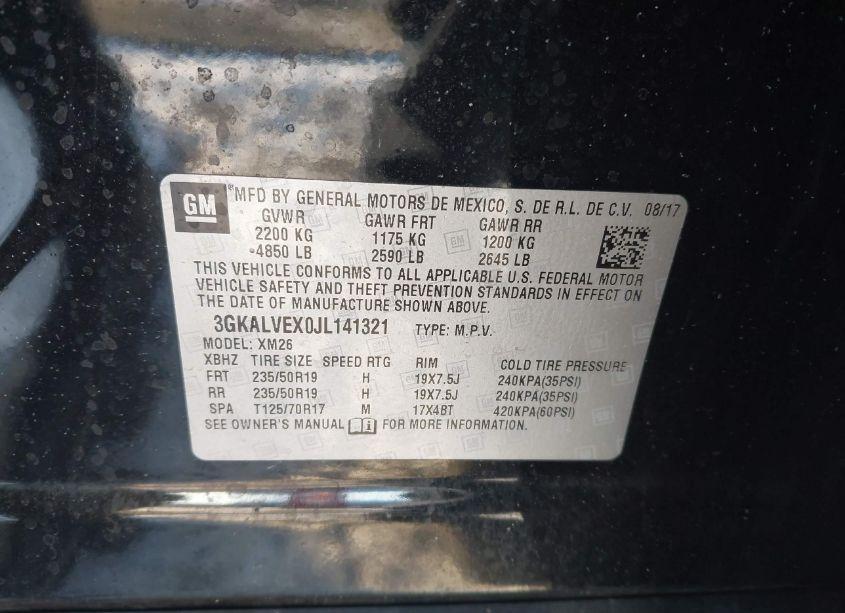 GM ®MFD BY GENERAL MOTORS DE MEXICO, S. DE R.L. DE C.V. 08/17
GVWR GAWR FRT GAWR RR
2200 KG 1175 KG 1200 KG
4850 LB 2590 LB 2645 LB
THIS VEHICLE CONFORMS TO ALL APPLICABLE U.S. FEDERAL MOTOR
VEHICLE SAFETY AND THEFT PREVENTION STANDARDS IN EFFECT ON
THE DATE OF MANUFACTURE SHOWN ABOVE.
3GKALVEX0JL141321 TYPE: M.P.V.
MODEL: XM26
XBHZ TIRE SIZE SPEED RTG RIM COLD TIRE PRESSURE
FRT 235/50R19 H 19X7.5J 240KPA(35PSI)
RR 235/50R19 H 19X7.5J 240KPA(35PSI)
SPA T125/70R17 M 17X4BT 420KPA(60PSI)
SEE OWNER'S MANUAL i FOR MORE INFORMATION.